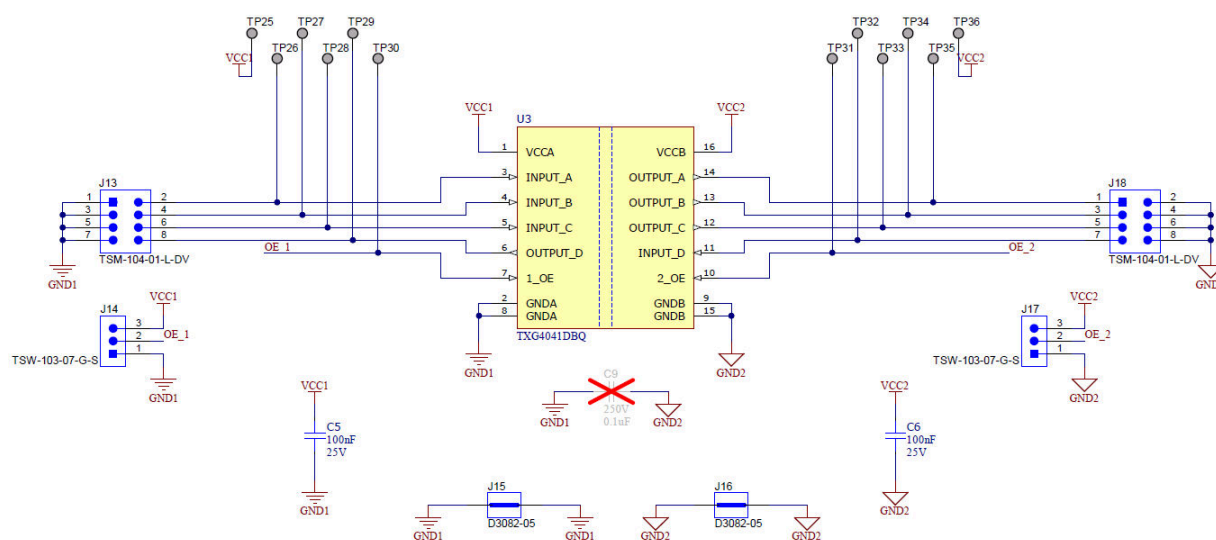 TP25
TP27
TP29
TP26
TP28
TP30
VCC1
TP32
TP34
TP36
TP31
TP33
TP35
VCC2
VCC1
U3
VCC2
1
VCCA
VCCB
16
3
INPUT_A
OUTPUT_A
14
4
INPUT_B
OUTPUT_B
13
5
INPUT_C
OUTPUT_C
12
6
OUTPUT_D
INPUT_D
11
7
1_OE
2_OE
10
2
GNDA
GNDB
9
8
GNDA
GNDB
15
TXG4041DBQ
GND1
GND2
J13
1
2
3
4
5
6
7
8
TSM-104-01-L-DV
GND1
OE_1
J18
1
2
3
4
5
6
7
8
TSM-104-01-L-DV
OE_2
J14
VCC1
3
2
1
OE_1
TSW-103-07-G-S
GND1
J17
VCC2
3
2
1
OE_2
TSW-103-07-G-S
GND2
C9
250V
0.1uF
GND1
GND2
VCC1
C5
100nF
25V
GND1
VCC2
C6
100nF
25V
GND2
J15
D3082-05
GND1
GND1
J16
D3082-05
GND2
GND2